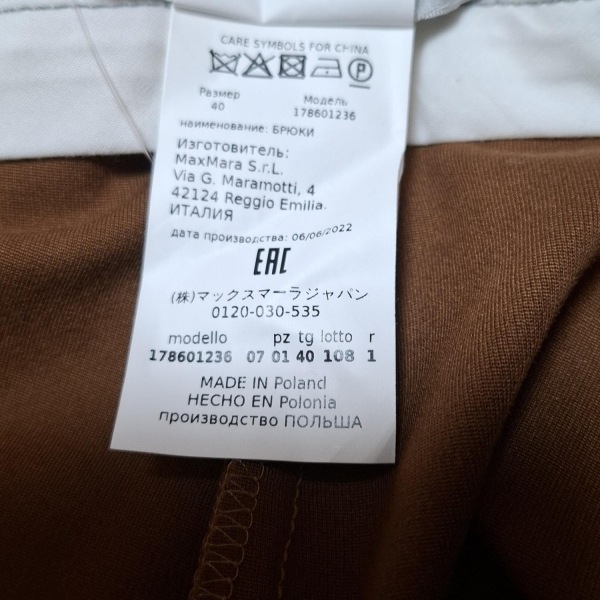 CARE SYMBOLS FOR CHINA
P
Размер Модель
40 178601236
наименование: БРЮКИ
Изготовитель:
MaxMara S.r.L.
Via G. Maramotti, 4
42124 Reggio Emilia.
ИТАЛИЯ
дата производства: 06/06/2022
EAC
(株)マックスマーラジャパン
0120-030-535
modello pz tg lotto r
178601236 07 01 40 108 1
MADE IN Poland
HECHO EN Polonia
производство ПОЛЬША